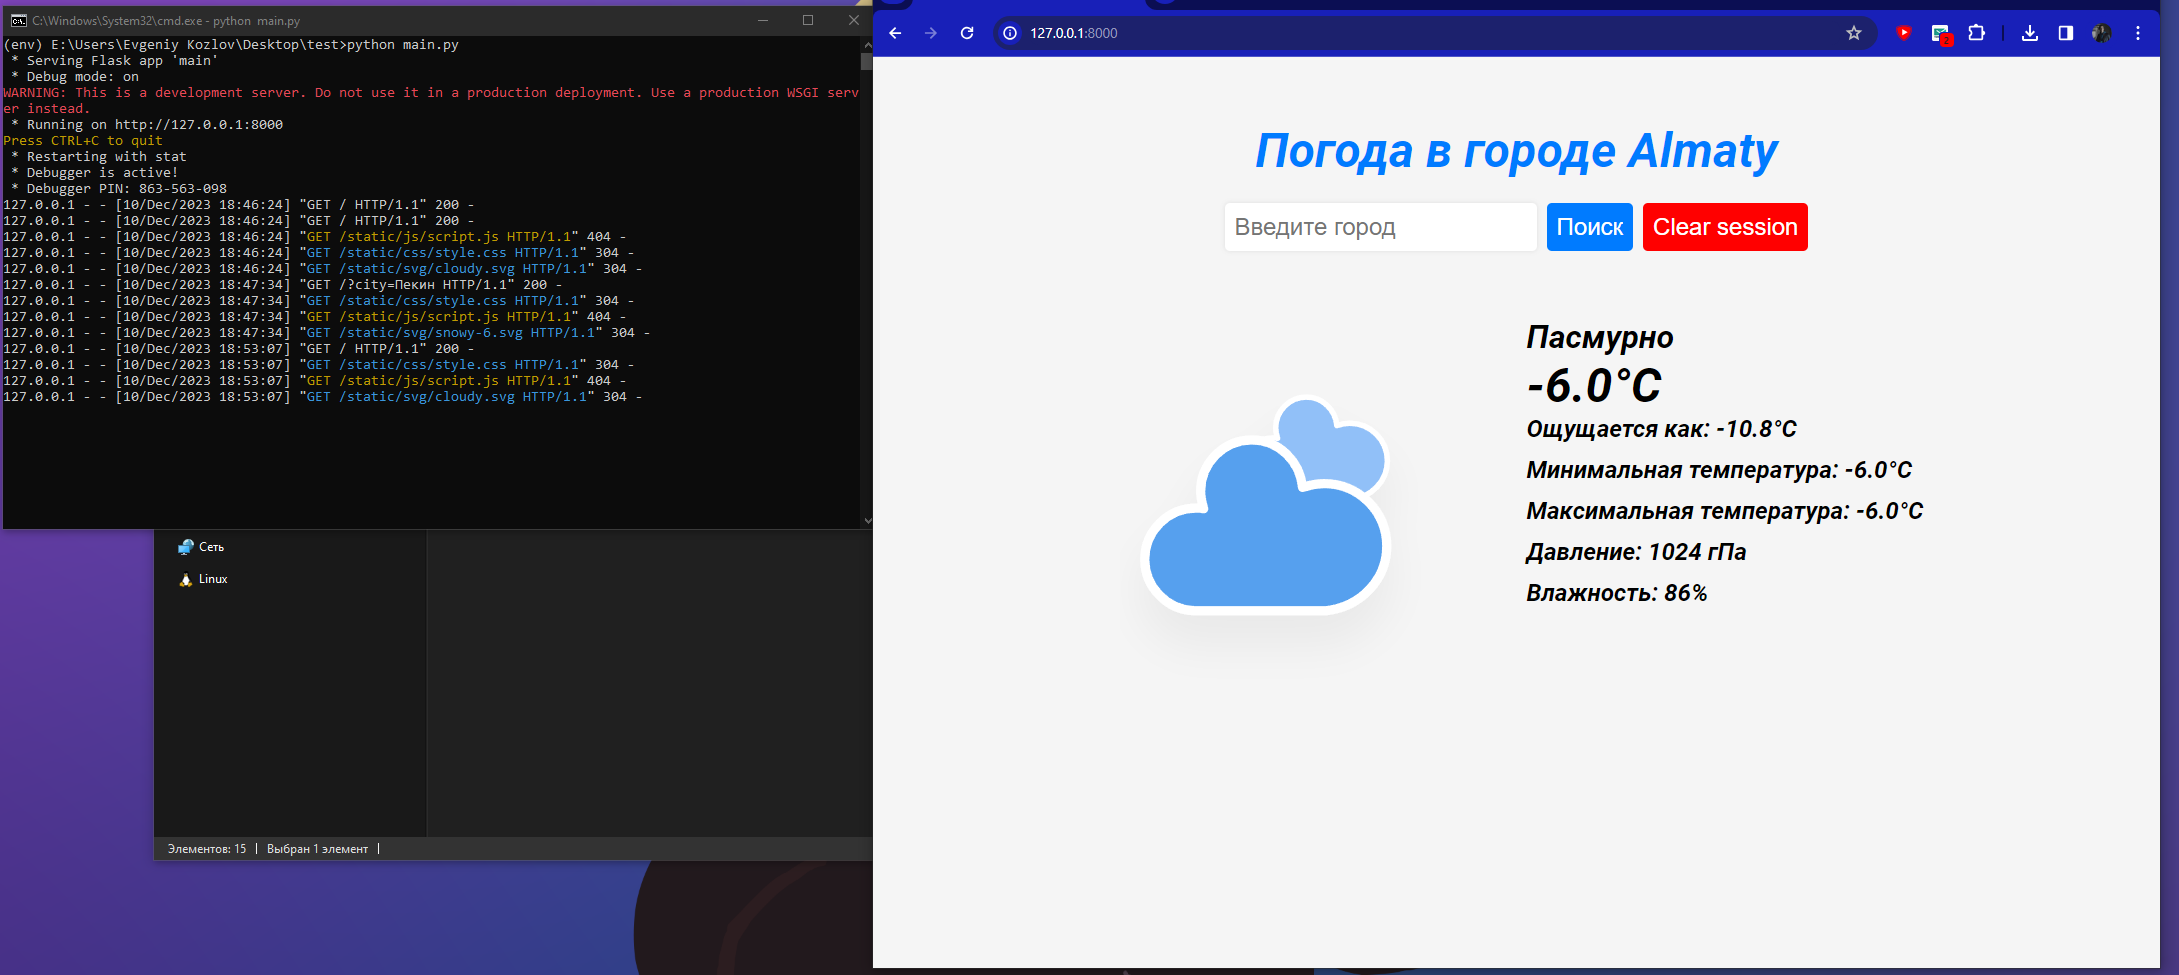 C:\Windows\System32\cmd.exe - python  main.py
(env) E:\Users\Evgeniy Kozlov\Desktop\test>python main.py
 * Serving Flask app 'main'
 * Debug mode: on
WARNING: This is a development server. Do not use it in a production deployment. Use a production WSGI serv
er instead.
 * Running on http://127.0.0.1:8000
Press CTRL+C to quit
 * Restarting with stat
 * Debugger is active!
 * Debugger PIN: 863-563-098
127.0.0.1 - - [10/Dec/2023 18:46:24] "GET / HTTP/1.1" 200 -
127.0.0.1 - - [10/Dec/2023 18:46:24] "GET / HTTP/1.1" 200 -
127.0.0.1 - - [10/Dec/2023 18:46:24] "GET /static/js/script.js HTTP/1.1" 404 -
127.0.0.1 - - [10/Dec/2023 18:46:24] "GET /static/css/style.css HTTP/1.1" 304 -
127.0.0.1 - - [10/Dec/2023 18:46:24] "GET /static/svg/cloudy.svg HTTP/1.1" 304 -
127.0.0.1 - - [10/Dec/2023 18:47:34] "GET /?city=Пекин HTTP/1.1" 200 -
127.0.0.1 - - [10/Dec/2023 18:47:34] "GET /static/css/style.css HTTP/1.1" 304 -
127.0.0.1 - - [10/Dec/2023 18:47:34] "GET /static/js/script.js HTTP/1.1" 404 -
127.0.0.1 - - [10/Dec/2023 18:47:34] "GET /static/svg/snowy-6.svg HTTP/1.1" 304 -
127.0.0.1 - - [10/Dec/2023 18:53:07] "GET / HTTP/1.1" 200 -
127.0.0.1 - - [10/Dec/2023 18:53:07] "GET /static/css/style.css HTTP/1.1" 304 -
127.0.0.1 - - [10/Dec/2023 18:53:07] "GET /static/js/script.js HTTP/1.1" 404 -
127.0.0.1 - - [10/Dec/2023 18:53:07] "GET /static/svg/cloudy.svg HTTP/1.1" 304 -
Сеть
Linux
Элементов: 15 | Выбран 1 элемент |
127.0.0.1:8000
Погода в городе Almaty
Введите город Поиск Clear session
Пасмурно
-6.0°C
Ощущается как: -10.8°C
Минимальная температура: -6.0°C
Максимальная температура: -6.0°C
Давление: 1024 гПа
Влажность: 86%